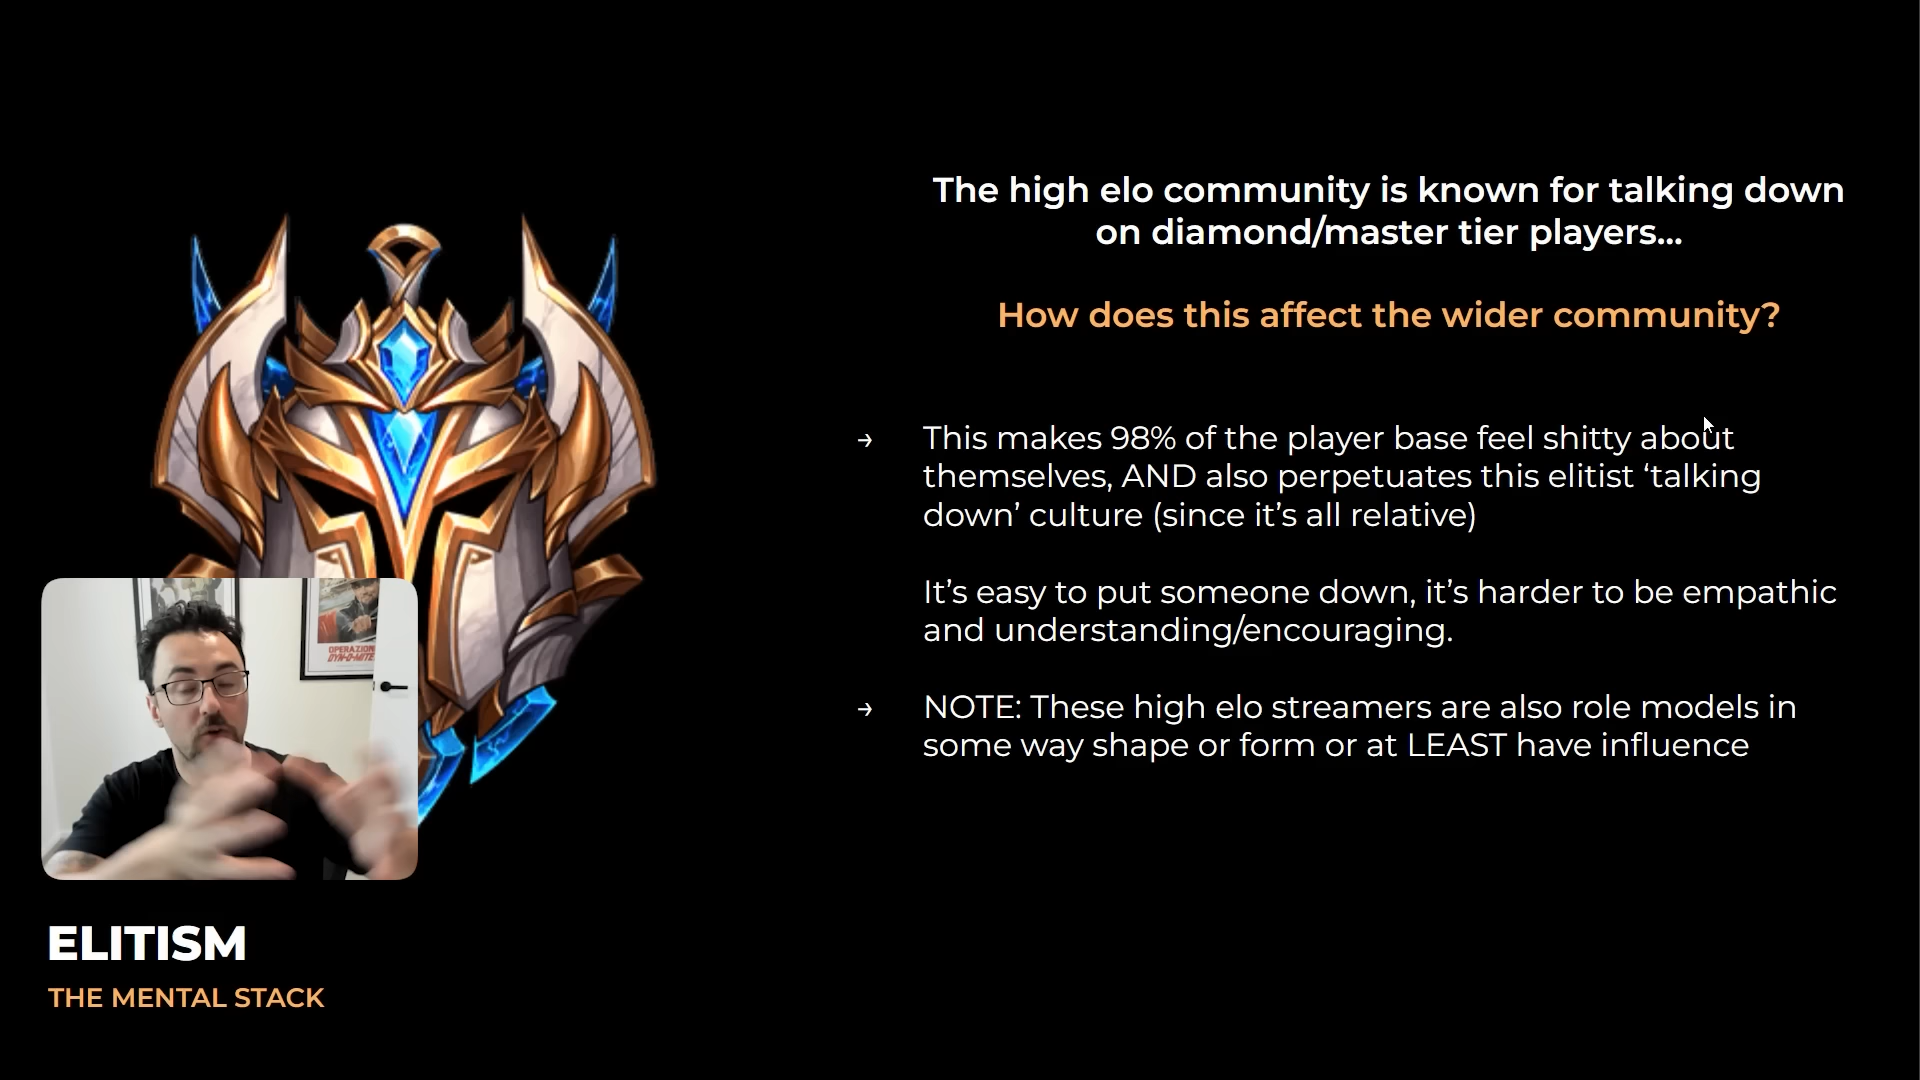 The high elo community is known for talking down
on diamond/master tier players...
How does this affect the wider community?
→ This makes 98% of the player base feel shitty about
themselves, AND also perpetuates this elitist ‘talking
down’ culture (since it’s all relative)
It’s easy to put someone down, it’s harder to be empathic
and understanding/encouraging.
→ NOTE: These high elo streamers are also role models in
some way shape or form or at LEAST have influence
OPERAZION
DYN-O-MITE
ELITISM
THE MENTAL STACK